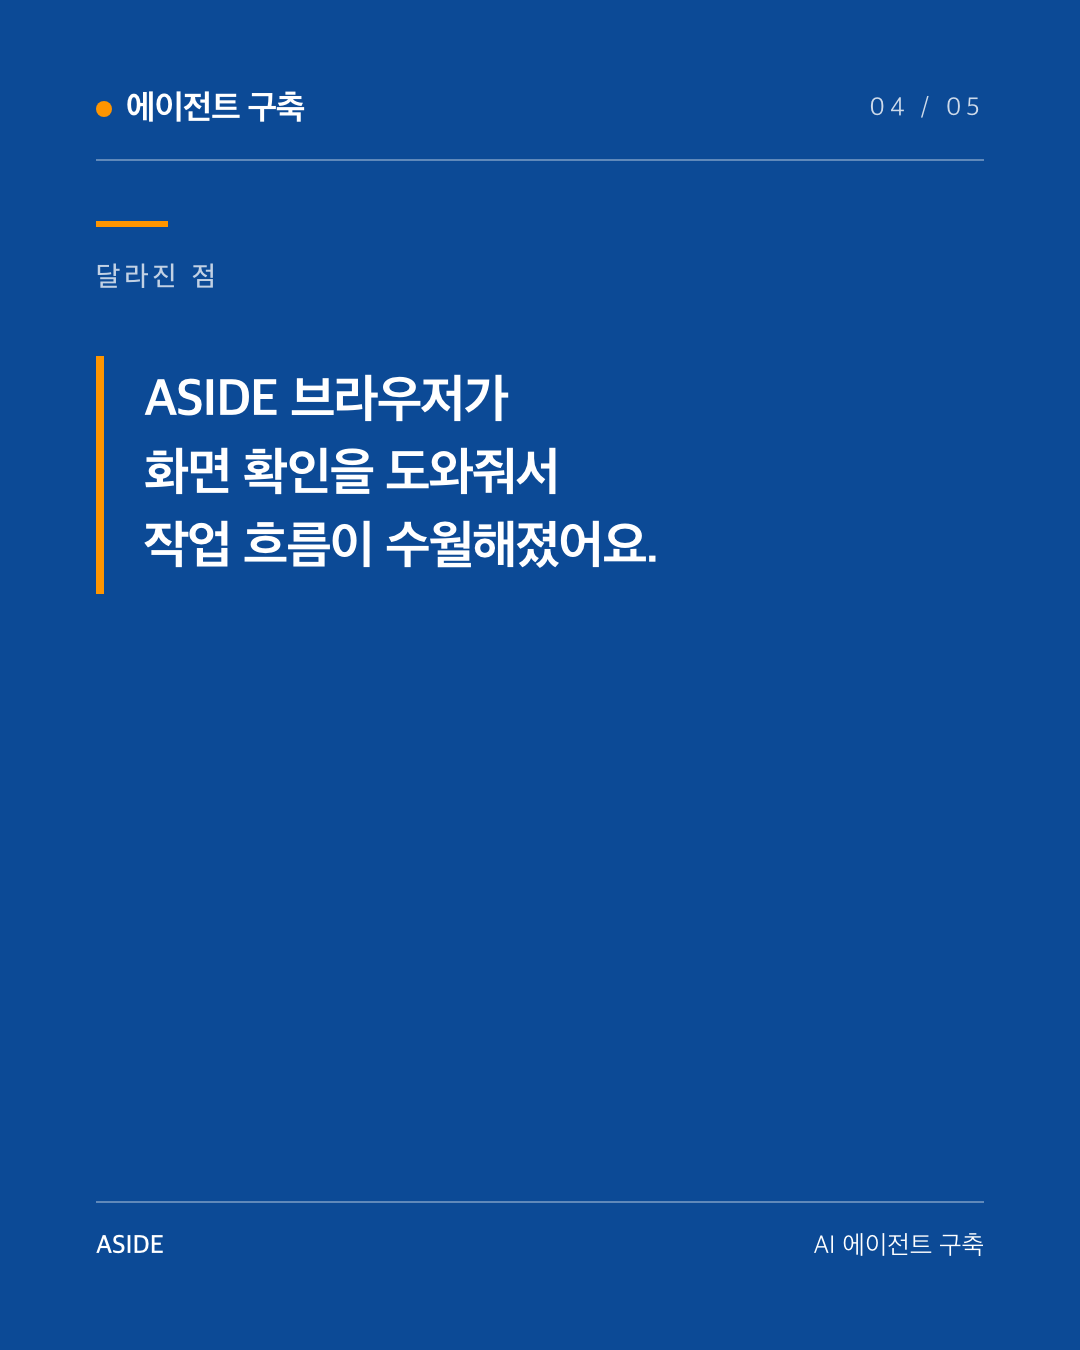 에이전트 구축
04 / 05
달라진 점
ASIDE 브라우저가
화면 확인을 도와줘서
작업 흐름이 수월해졌어요.
ASIDE
AI 에이전트 구축